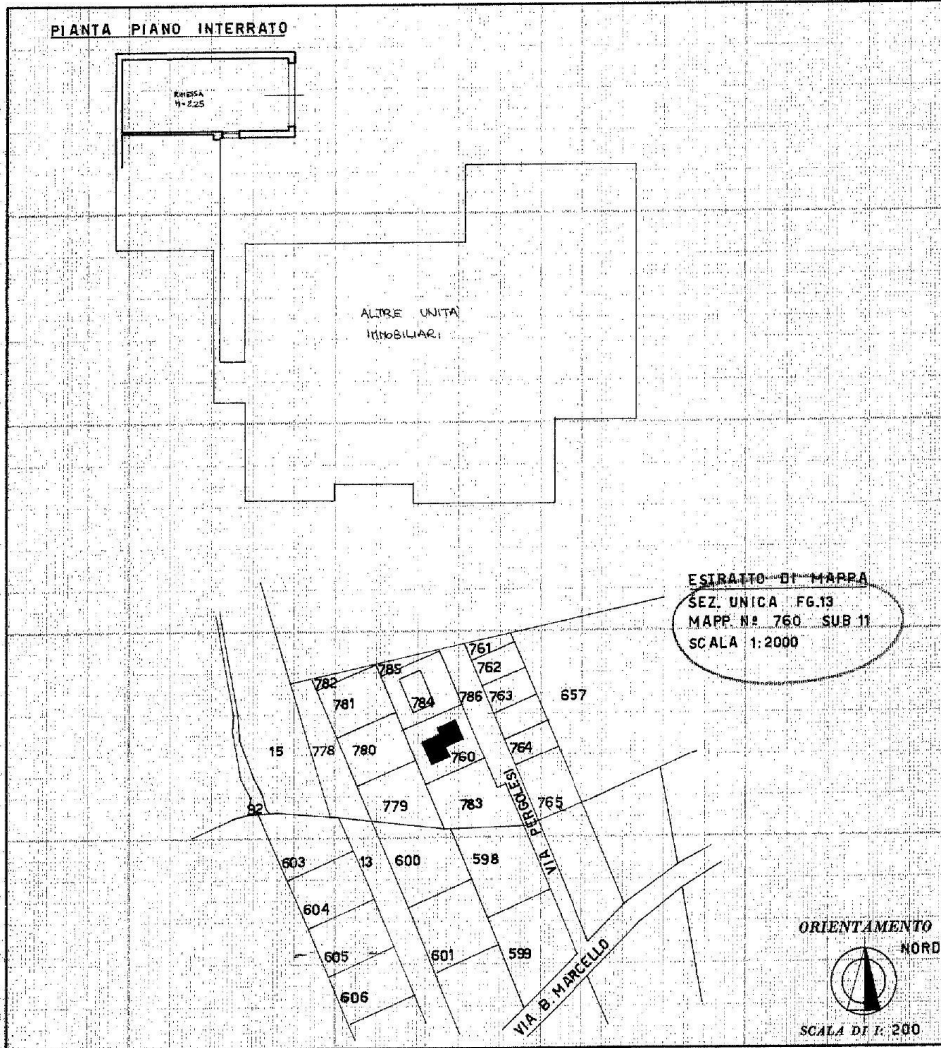 PIANTA PIANO INTERRATO
RIMESSA
H=2.25
ALTRE UNITA'
IMMOBILIARI
ESTRATTO DI MAPPA
SEZ. UNICA FG.13
MAPP. Nº 760 SUB 11
SCALA 1:2000
761
785
762
782
781
784
786
763
657
15
778
780
760
764
92
779
783
765
VIA PERGOLESI
603
13
600
598
604
605
601
599
606
VIA B. MARCELLO
ORIENTAMENTO
NORD
SCALA DI 1: 200